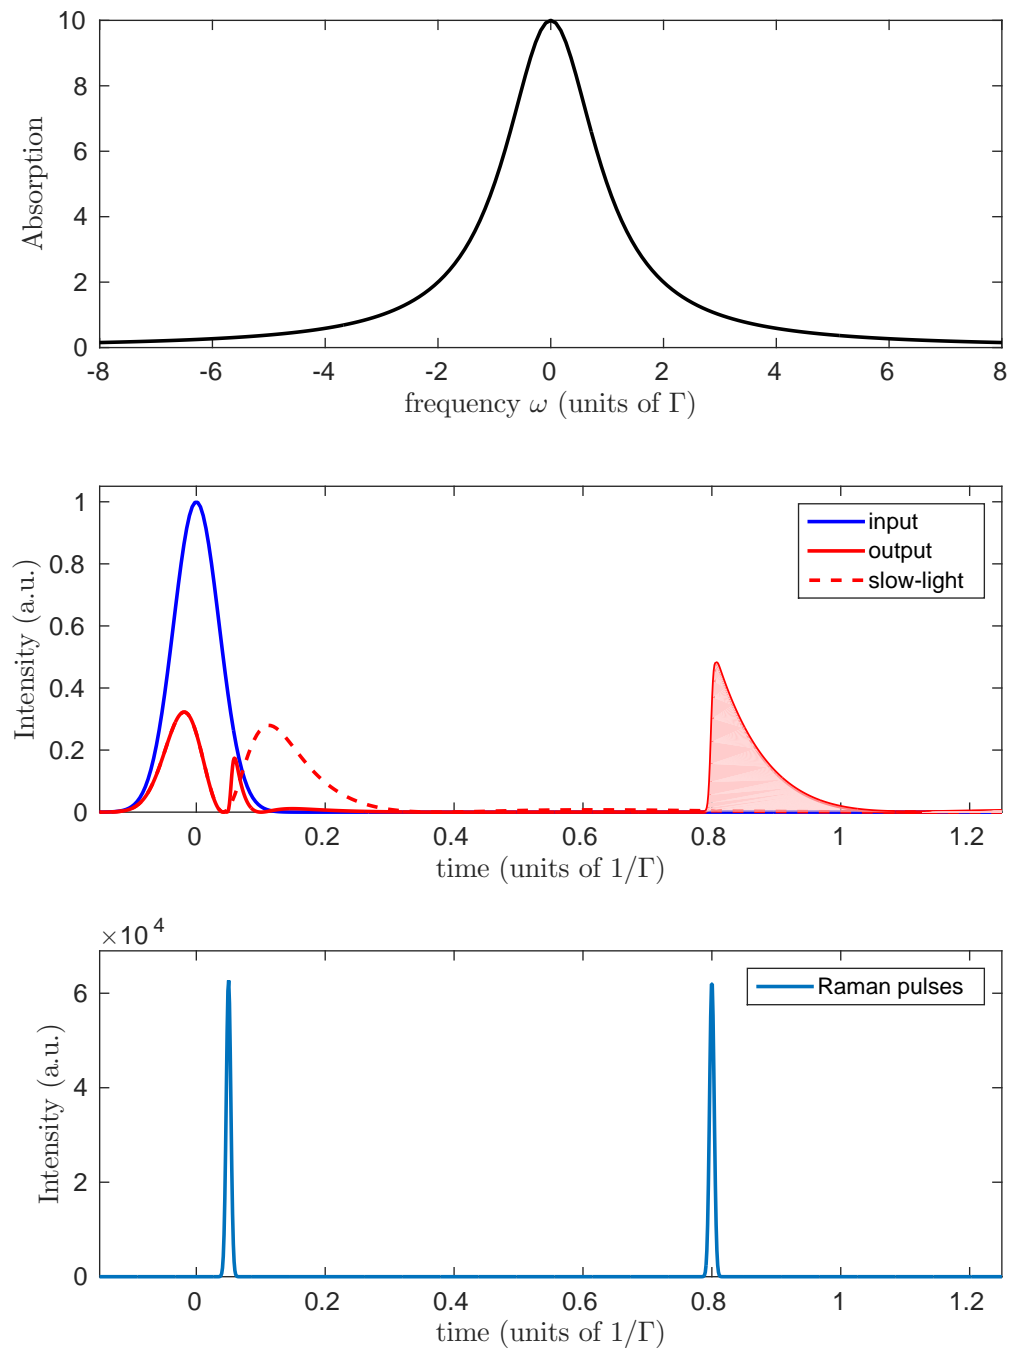 Absorption
10
8
6
4
2
0
-8 -6 -4 -2 0 2 4 6 8
frequency ω (units of Γ)
Intensity (a.u.)
1
0.8
0.6
0.4
0.2
0
input
output
slow-light
0 0.2 0.4 0.6 0.8 1 1.2
time (units of 1/Γ)
×10 4
Intensity (a.u.)
6
4
2
0
Raman pulses
0 0.2 0.4 0.6 0.8 1 1.2
time (units of 1/Γ)